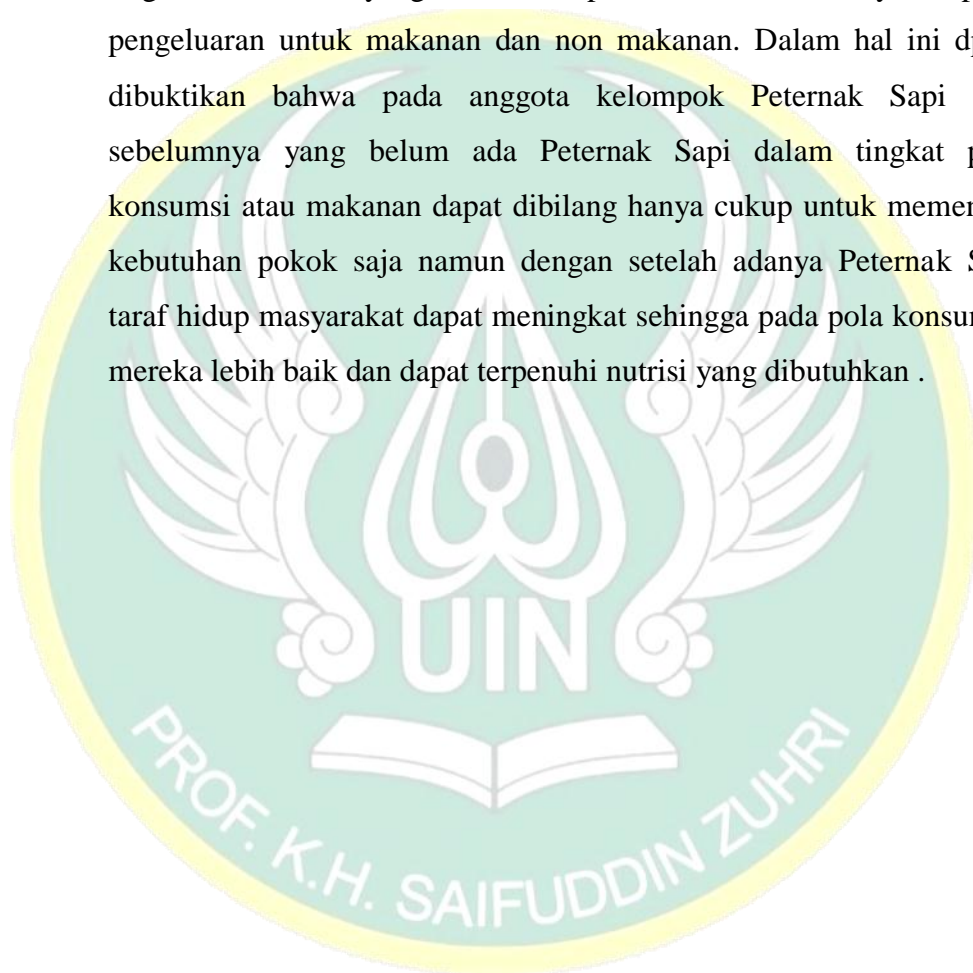 pengeluaran untuk makanan dan non makanan. Dalam hal ini
dibuktikan bahwa pada anggota kelompok Peternak Sapi
sebelumnya yang belum ada Peternak Sapi dalam tingkat
konsumsi atau makanan dapat dibilang hanya cukup untuk
kebutuhan pokok saja namun dengan setelah adanya Peternak
taraf hidup masyarakat dapat meningkat sehingga pada pola
mereka lebih baik dan dapat terpenuhi nutrisi yang dibutuhkan .
UIN
PROF. K.H. SAIFUDDIN ZUHRI